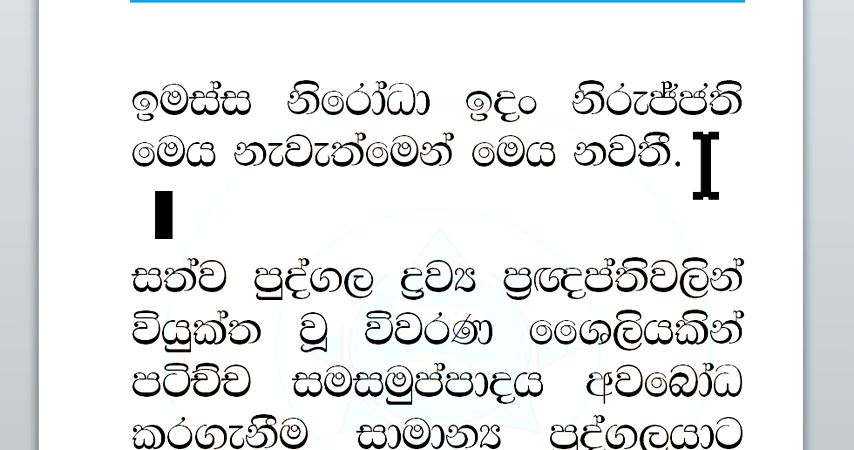 ඉමස්ස නිරෝධා ඉදං නිරුජ්ජති
මෙය නැවැත්මෙන් මෙය නවතී.
සත්ව පුද්ගල ද්‍රව්‍ය ප්‍රඥප්තිවලින්
වියුක්ත වූ විවරණ ශෛලියකින්
පටිච්ච සමසමුප්පාදය අවබෝධ
කරගැනීම සාමාන්‍ය පුද්ගලයාට